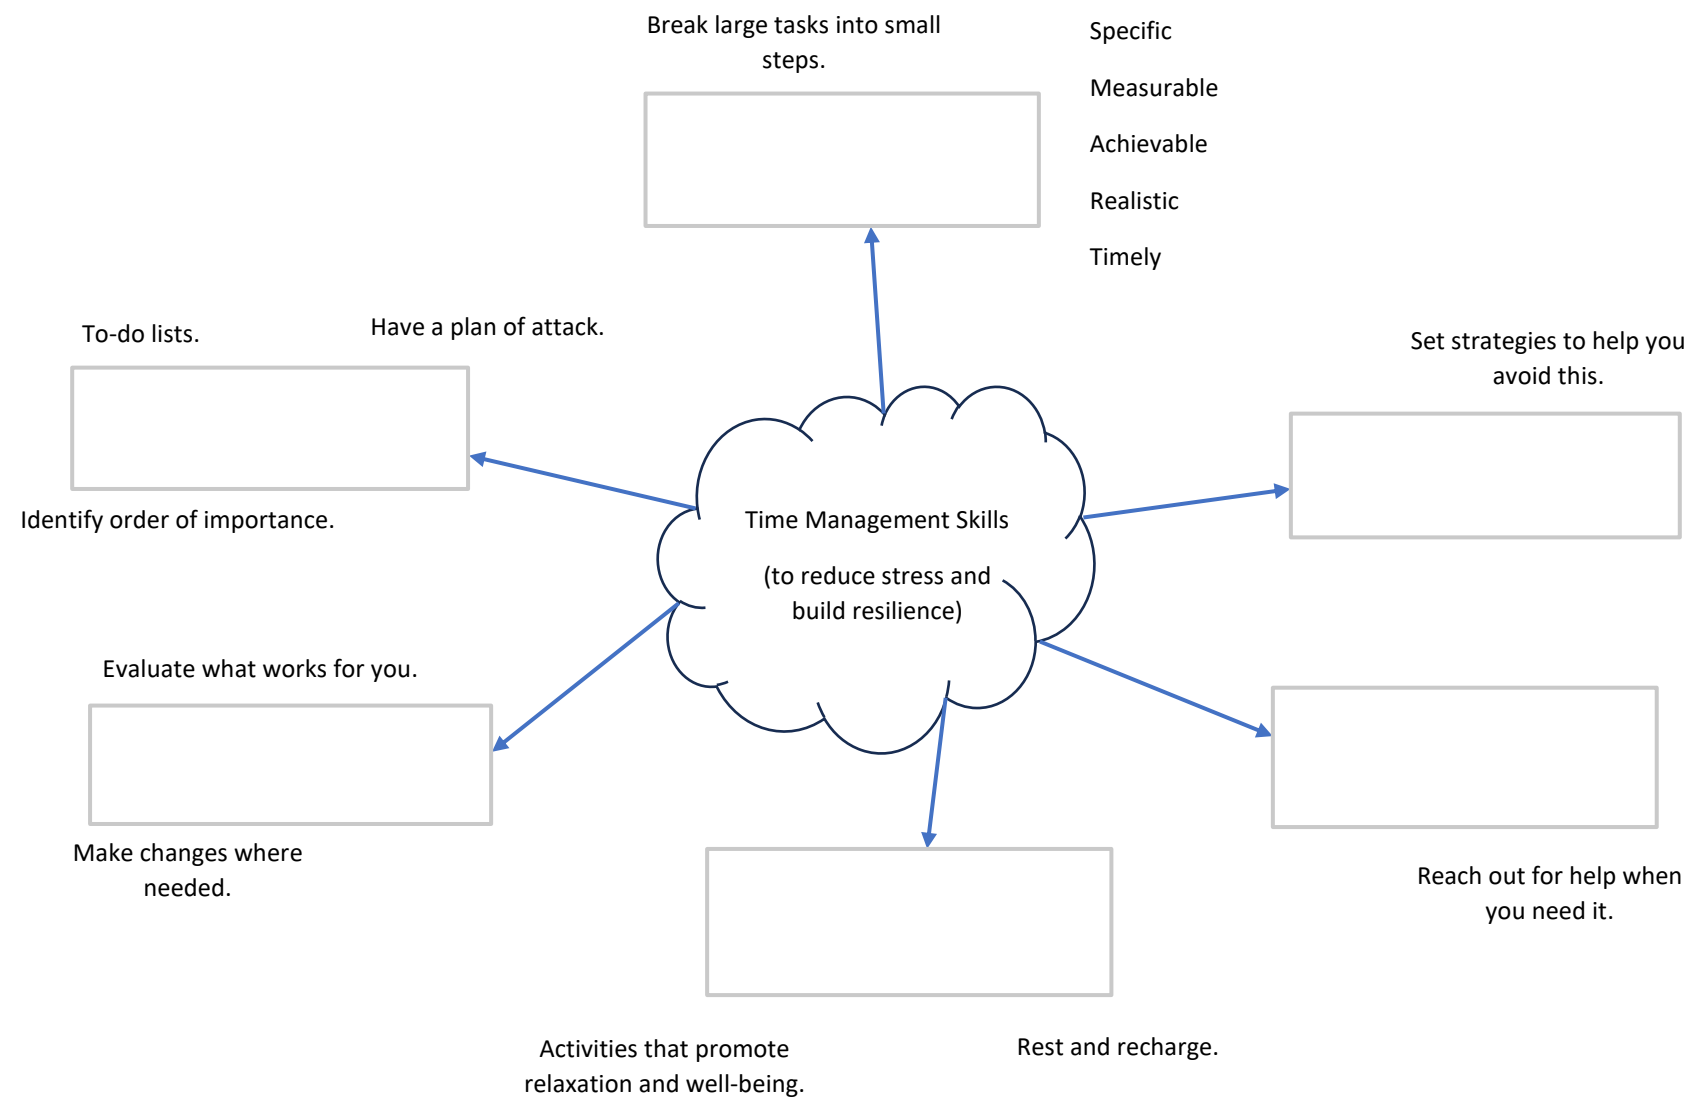 Break large tasks into small
steps.
Specific
Measurable
Achievable
Realistic
Timely
To-do lists.
Have a plan of attack.
Identify order of importance.
Set strategies to help you
avoid this.
Time Management Skills
(to reduce stress and
build resilience)
Evaluate what works for you.
Make changes where
needed.
Reach out for help when
you need it.
Activities that promote
relaxation and well-being.
Rest and recharge.